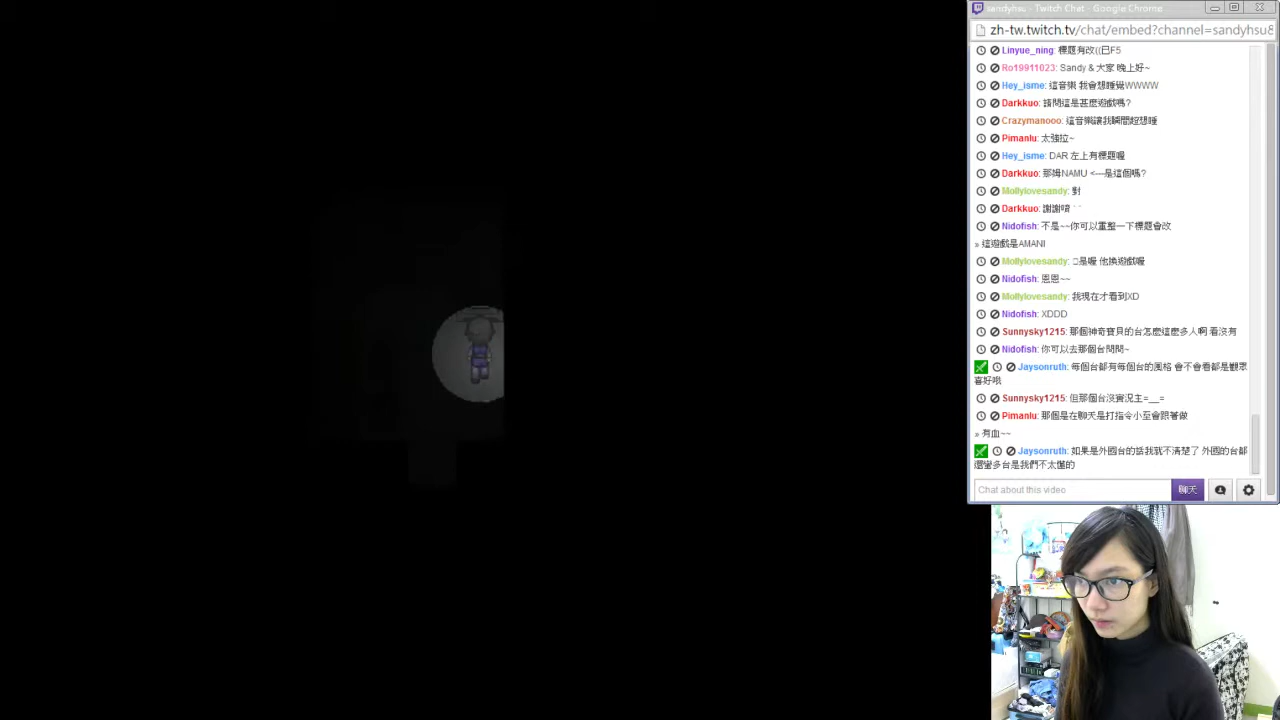 sandyhsu - Twitch Chat - Google Chrome
zh-tw.twitch.tv/chat/embed?channel=sandyhsu&
Linyue_ning: 標題有改((已F5
Ro19911023: Sandy & 大家 晚上好~
Hey_isme: 這音樂 我會想睡覺WWWW
Darkkuo: 請問這是甚麼遊戲嗎?
Crazymanooo: 這音樂讓我瞬間超想睡
Pimanlu: 太強拉~
Hey_isme: DAR 左上有標題喔
Darkkuo: 那姆NAMU <---是這個嗎?
Mollylovesandy: 對
Darkkuo: 謝謝唷 ˊˇ
Nidofish: 不是~~你可以重整一下標題會改
» 這遊戲是AMANI
Mollylovesandy: 是喔 他換遊戲喔
Nidofish: 恩恩~~
Mollylovesandy: 我現在才看到XD
Nidofish: XDDD
Sunnysky1215: 那個神奇寶貝的台怎麼這麼多人啊 看沒有
Nidofish: 你可以去那個台問問~
Jaysonruth: 每個台都有每個台的風格 會不會看都是觀眾
喜好哦
Sunnysky1215: 但那個台沒實況主=__=
Pimanlu: 那個是在聊天是打指令小至會跟著做
» 有血~~
Jaysonruth: 如果是外國台的話我就不清楚了 外國的台都
還蠻多台是我們不太懂的
Chat about this video
聊天